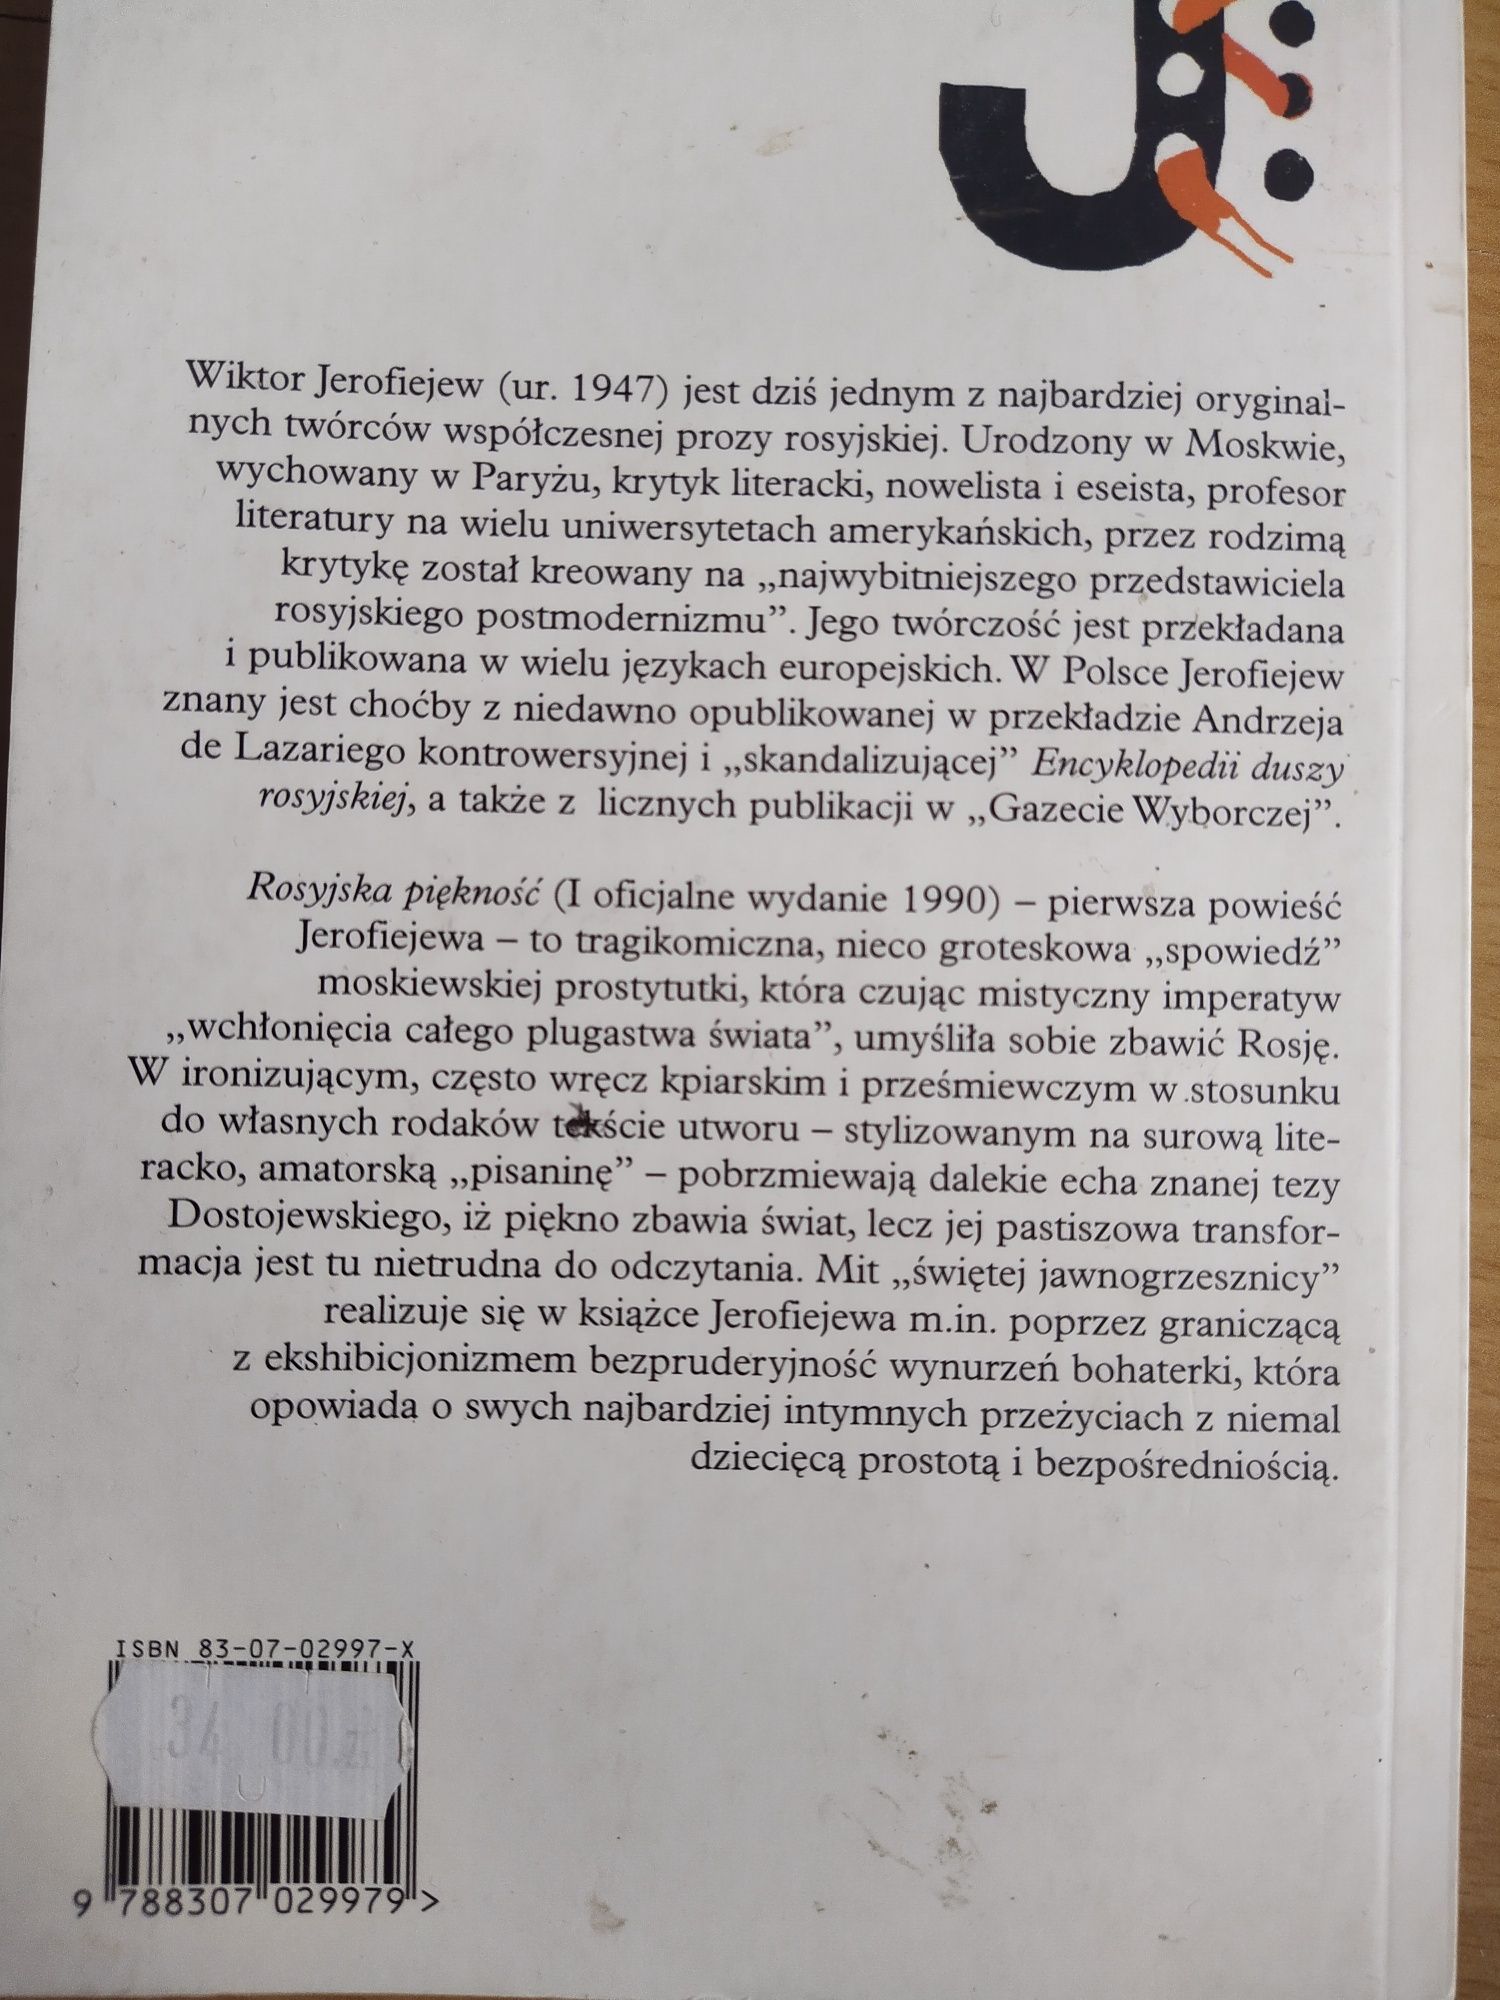 Wiktor Jerofiejew (ur. 1947) jest dziś jednym z najbardziej oryginal-
nych twórców współczesnej prozy rosyjskiej. Urodzony w Moskwie,
wychowany w Paryżu, krytyk literacki, nowelista i eseista, profesor
literatury na wielu uniwersytetach amerykańskich, przez rodzimą
krytykę został kreowany na „najwybitniejszego przedstawiciela
rosyjskiego postmodernizmu”. Jego twórczość jest przekładana
i publikowana w wielu językach europejskich. W Polsce Jerofiejew
znany jest choćby z niedawno opublikowanej w przekładzie Andrzeja
de Lazariego kontrowersyjnej i „skandalizującej” Encyklopedii duszy
rosyjskiej, a także z licznych publikacji w „Gazecie Wyborczej”.
Rosyjska piękność (I oficjalne wydanie 1990) – pierwsza powieść
Jerofiejewa – to tragikomiczna, nieco groteskowa „spowiedź”
moskiewskiej prostytutki, która czując mistyczny imperatyw
„wchłonięcia całego plugastwa świata”, umyśliła sobie zbawić Rosję.
W ironizującym, często wręcz kpiarskim i prześmiewczym w stosunku
do własnych rodaków tekście utworu – stylizowanym na surową lite-
racko, amatorską „pisaninę” – pobrzmiewają dalekie echa znanej tezy
Dostojewskiego, iż piękno zbawia świat, lecz jej pastiszowa transfor-
macja jest tu nietrudna do odczytania. Mit „świętej jawnogrzesznicy”
realizuje się w książce Jerofiejewa m.in. poprzez graniczącą
z ekshibicjonizmem bezpruderyjność wynurzeń bohaterki, która
opowiada o swych najbardziej intymnych przeżyciach z niemal
dziecięcą prostotą i bezpośredniością.
ISBN 83-07-02997-X
34 00 zł
9 788307 029979 >